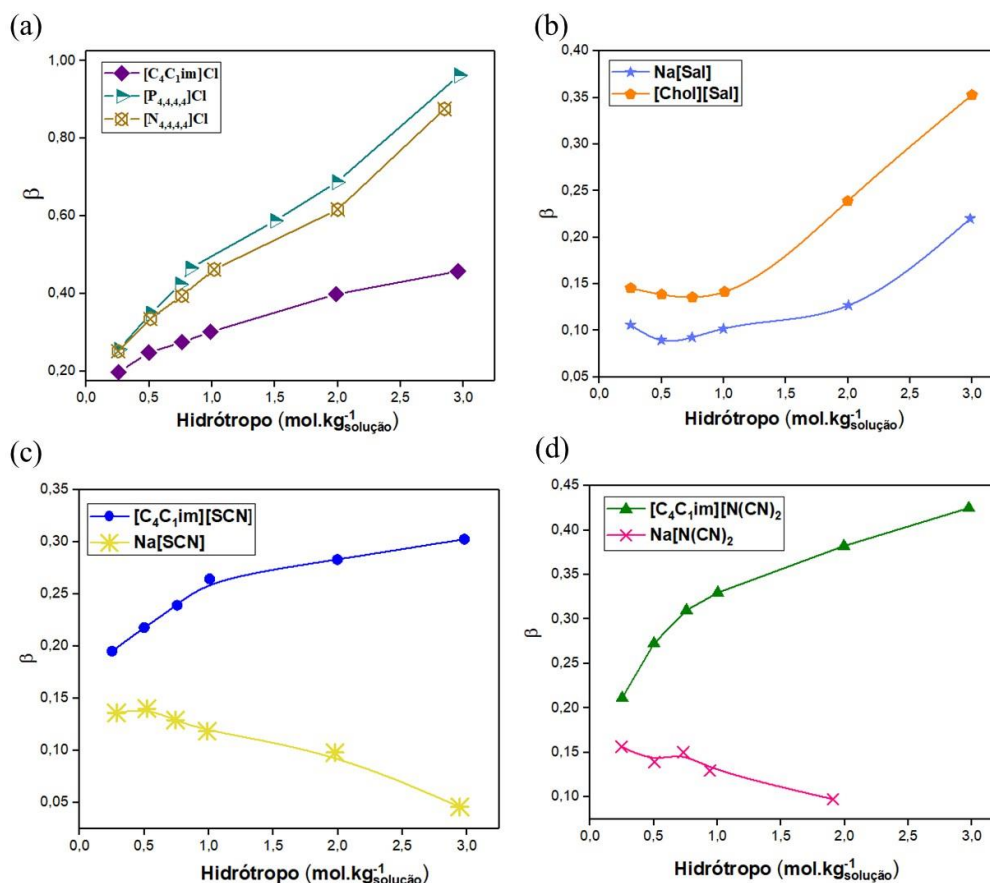 (a)
[C₄C₁im]Cl
[P₄,₄,₄,₄]Cl
[N₄,₄,₄,₄]Cl
β
1,00
0,80
0,60
0,40
0,20
0,0 0,5 1,0 1,5 2,0 2,5 3,0
Hidrótropo (mol.kg⁻¹solução)
(b)
Na[Sal]
[Chol][Sal]
β
0,40
0,35
0,30
0,25
0,20
0,15
0,10
0,05
0,0 0,5 1,0 1,5 2,0 2,5 3,0
Hidrótropo (mol.kg⁻¹solução)
(c)
[C₄C₁im][SCN]
Na[SCN]
β
0,35
0,30
0,25
0,20
0,15
0,10
0,05
0,0 0,5 1,0 1,5 2,0 2,5 3,0
Hidrótropo (mol.kg⁻¹solução)
(d)
[C₄C₁im][N(CN)₂
Na[N(CN)₂
β
0,45
0,40
0,35
0,30
0,25
0,20
0,15
0,10
0,0 0,5 1,0 1,5 2,0 2,5 3,0
Hidrótropo (mol.kg⁻¹solução)